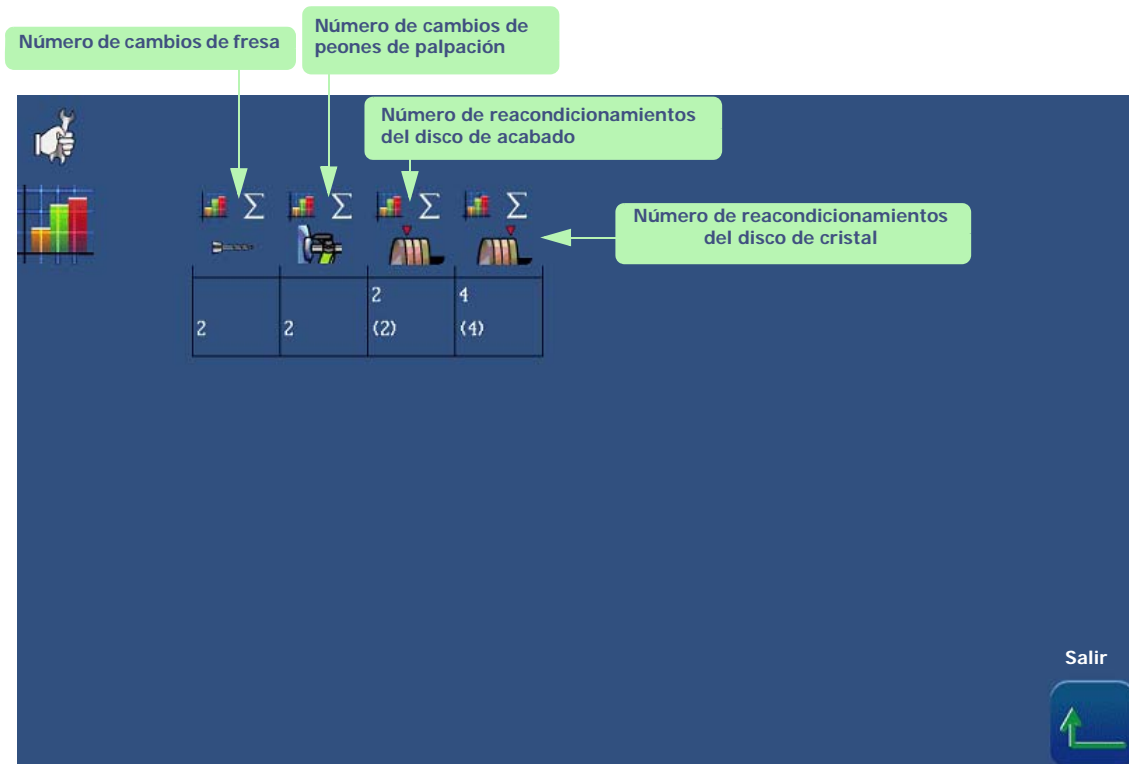 Número de cambios de fresa
Número de cambios de
peones de palpación
Número de reacondicionamientos
del disco de acabado
Número de reacondicionamientos
del disco de cristal
Σ Σ Σ Σ
2 4
2 2 (2) (4)
Salir